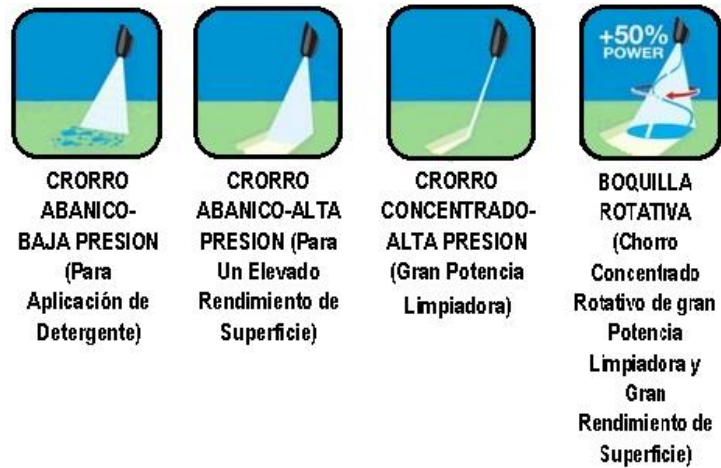 +50%
POWER
CRORRO
ABANICO-
BAJA PRESION
(Para
Aplicación de
Detergente)
CRORRO
ABANICO-ALTA
PRESION (Para
Un Elevado
Rendimiento de
Superficie)
CRORRO
CONCENTRADO-
ALTA PRESION
(Gran Potencia
Limpiadora)
BOQUILLA
ROTATIVA
(Chorro
Concentrado
Rotativo de gran
Potencia
Limpiadora y
Gran
Rendimiento de
Superficie)